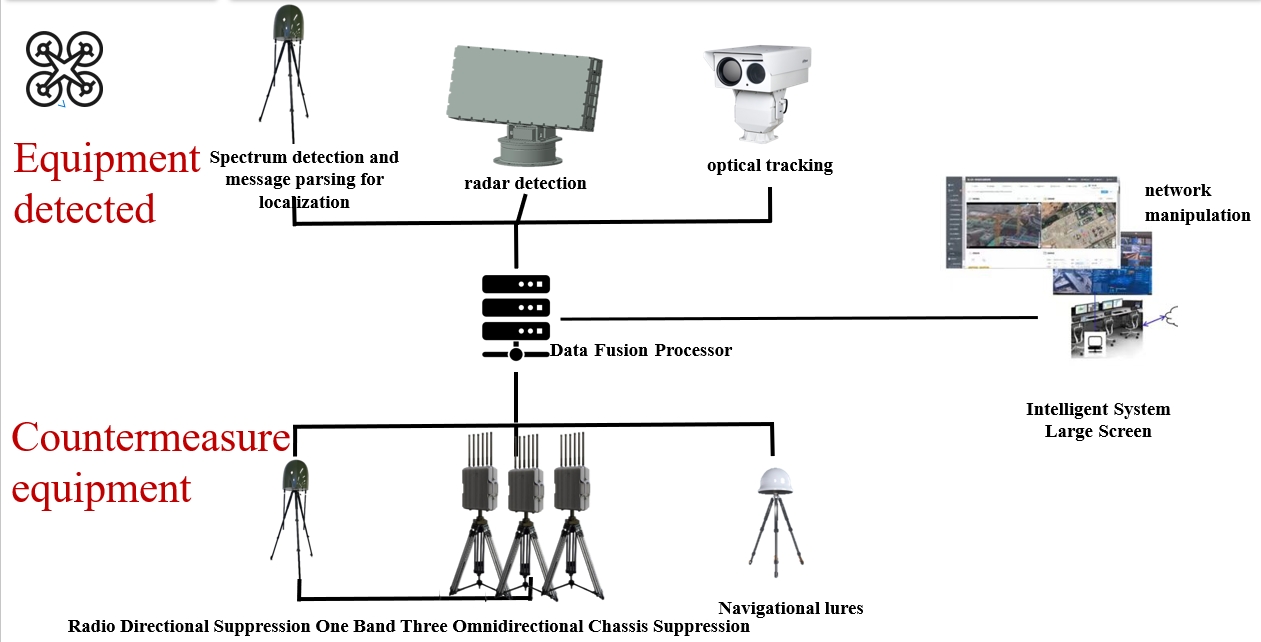 Equipment
detected
Spectrum detection and
message parsing for
localization
radar detection
optical tracking
network
manipulation
Data Fusion Processor
Intelligent System
Large Screen
Countermeasure
equipment
Navigational lures
Radio Directional Suppression One Band Three Omnidirectional Chassis Suppression